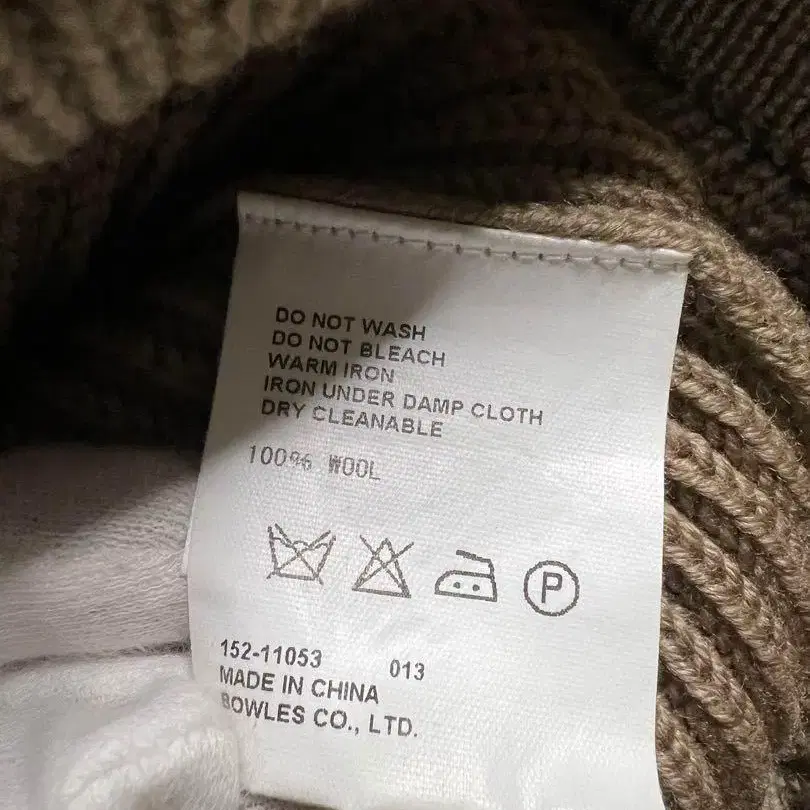 DO NOT WASH
DO NOT BLEACH
WARM IRON
IRON UNDER DAMP CLOTH
DRY CLEANABLE
100% WOOL
P
152-11053 013
MADE IN CHINA
BOWLES CO., LTD.